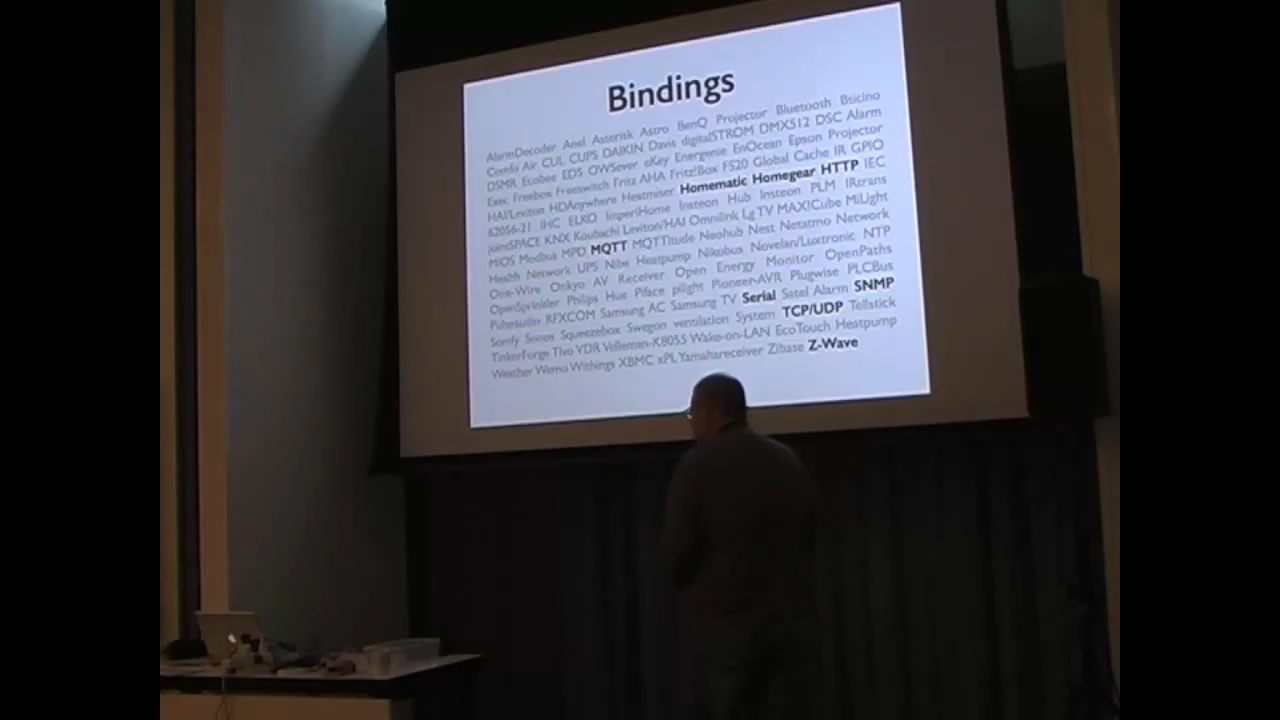 Bindings
AlarmDecoder Anel Asterisk Astro BenQ Projector Bluetooth Bticino
Comfo Air CUL CUPS DAIKIN Davis digitalSTROM DMX512 DSC Alarm
DSMR Ecobee EDS OWSever eKey Energenie EnOcean Epson Projector
Exec Freebox Freeswitch Fritz AHA Fritz!Box FS20 Global Cache IR GPIO
HAI/Leviton HDAnywhere Heatmiser Homematic Homegear HTTP IEC
62056-21 IHC ELKO ImperiHome Insteon Hub Insteon PLM IRtrans
joinSPACE KNX Koubachi Leviton/HAI Omnilink Lg TV MAX!Cube MiLight
MiOS Modbus MPD MQTT MQTTitude Neohub Nest Netatmo Network
Health Network UPS Nibe Heatpump Nikobus Novelan/Luxtronic NTP
One-Wire Onkyo AV Receiver Open Energy Monitor OpenPaths
OpenSprinkler Philips Hue Piface pilight Pioneer-AVR Plugwise PLCBus
Pulseaudio RFXCOM Samsung AC Samsung TV Serial Satel Alarm SNMP
Somfy Sonos Squeezebox Swegon ventilation System TCP/UDP Tellstick
TinkerForge Tivo VDR Velleman-K8055 Wake-on-LAN EcoTouch Heatpump
Weather Wemo Withings XBMC xPL Yamahareceiver Zibase Z-Wave